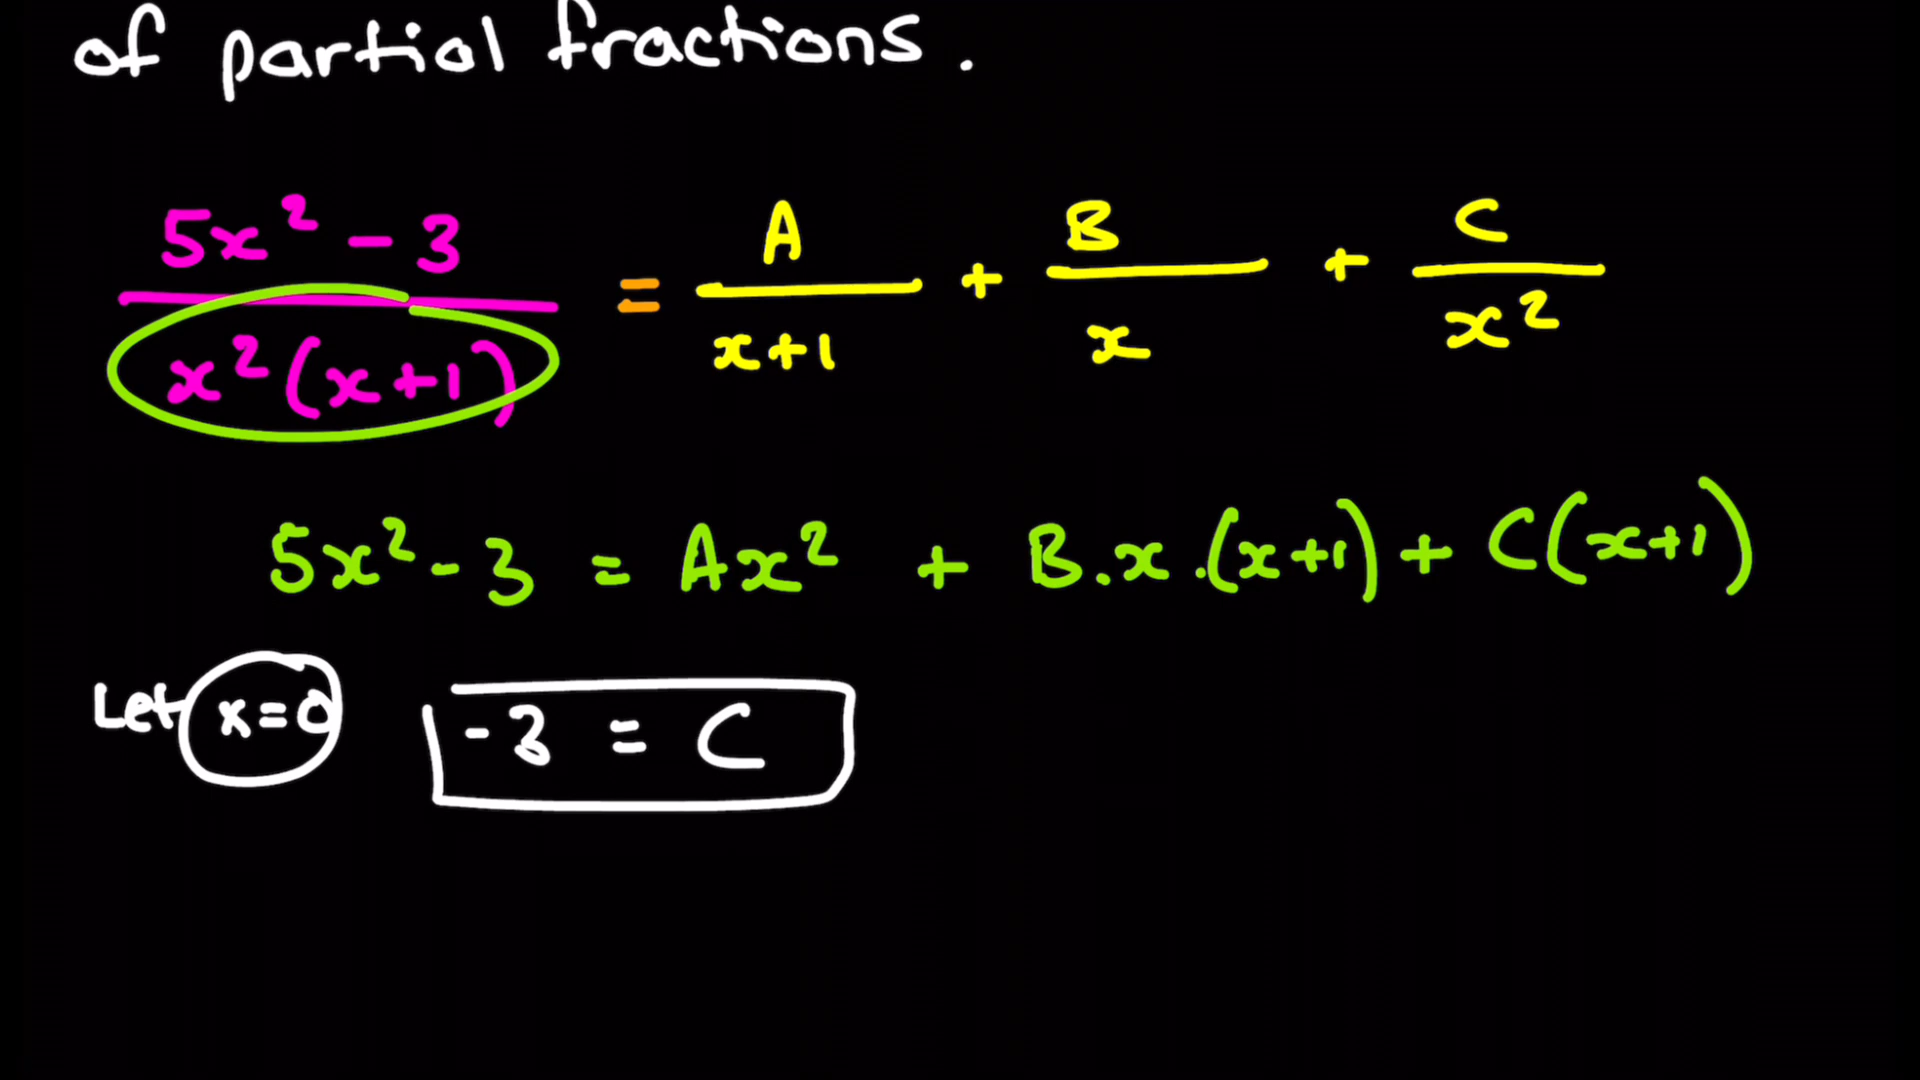 of partial fractions.
5x² - 3 / x²(x+1) = A / x+1 + B / x + C / x²
5x² - 3 = Ax² + B.x.(x+1) + C(x+1)
Let x=0 -3 = C